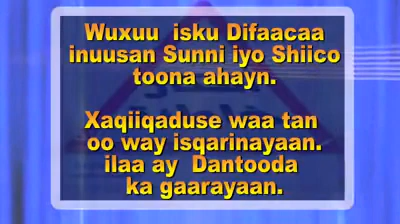 Wuxuu isku Difaacaa
inuusan Sunni iyo Shiico
toona ahayn.
Xaqiiqaduse waa tan
oo way isqarinayaan.
ilaa ay Dantooda
ka gaarayaan.